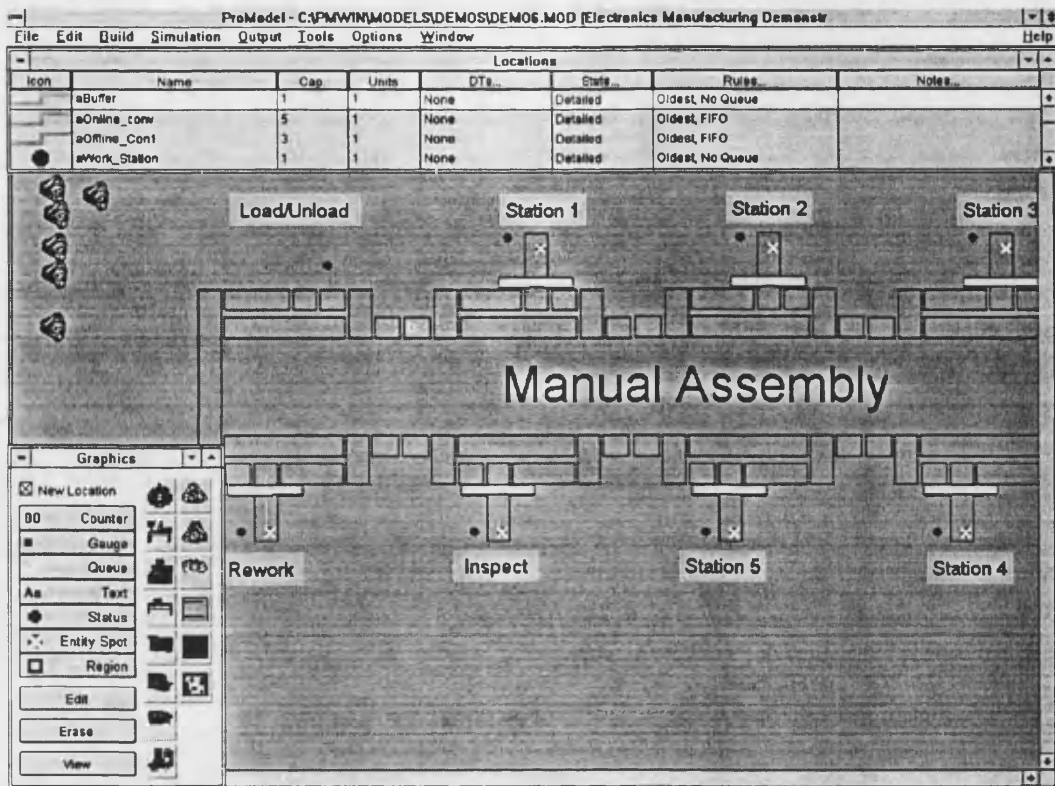 ProModel - C:\PMWIN\MODELS\DEMOS\DEMO6.MOD [Electronics Manufacturing Demonstr
File Edit Build Simulation Output Tools Options Window Help
Locations
Icon Name Cap Units DTs... Stats... Rules... Notes...
aBuffer 1 1 None Detailed Oldest, No Queue
aOnline_conv 5 1 None Detailed Oldest, FIFO
aOffline_Con1 3 1 None Detailed Oldest, FIFO
aWork_Station 1 1 None Detailed Oldest, No Queue
Load/Unload Station 1 Station 2 Station 3
Manual Assembly
Rework Inspect Station 5 Station 4
Graphics
New Location
00 Counter
Gauge
Queue
Aa Text
Status
Entity Spot
Region
Edit
Erase
View